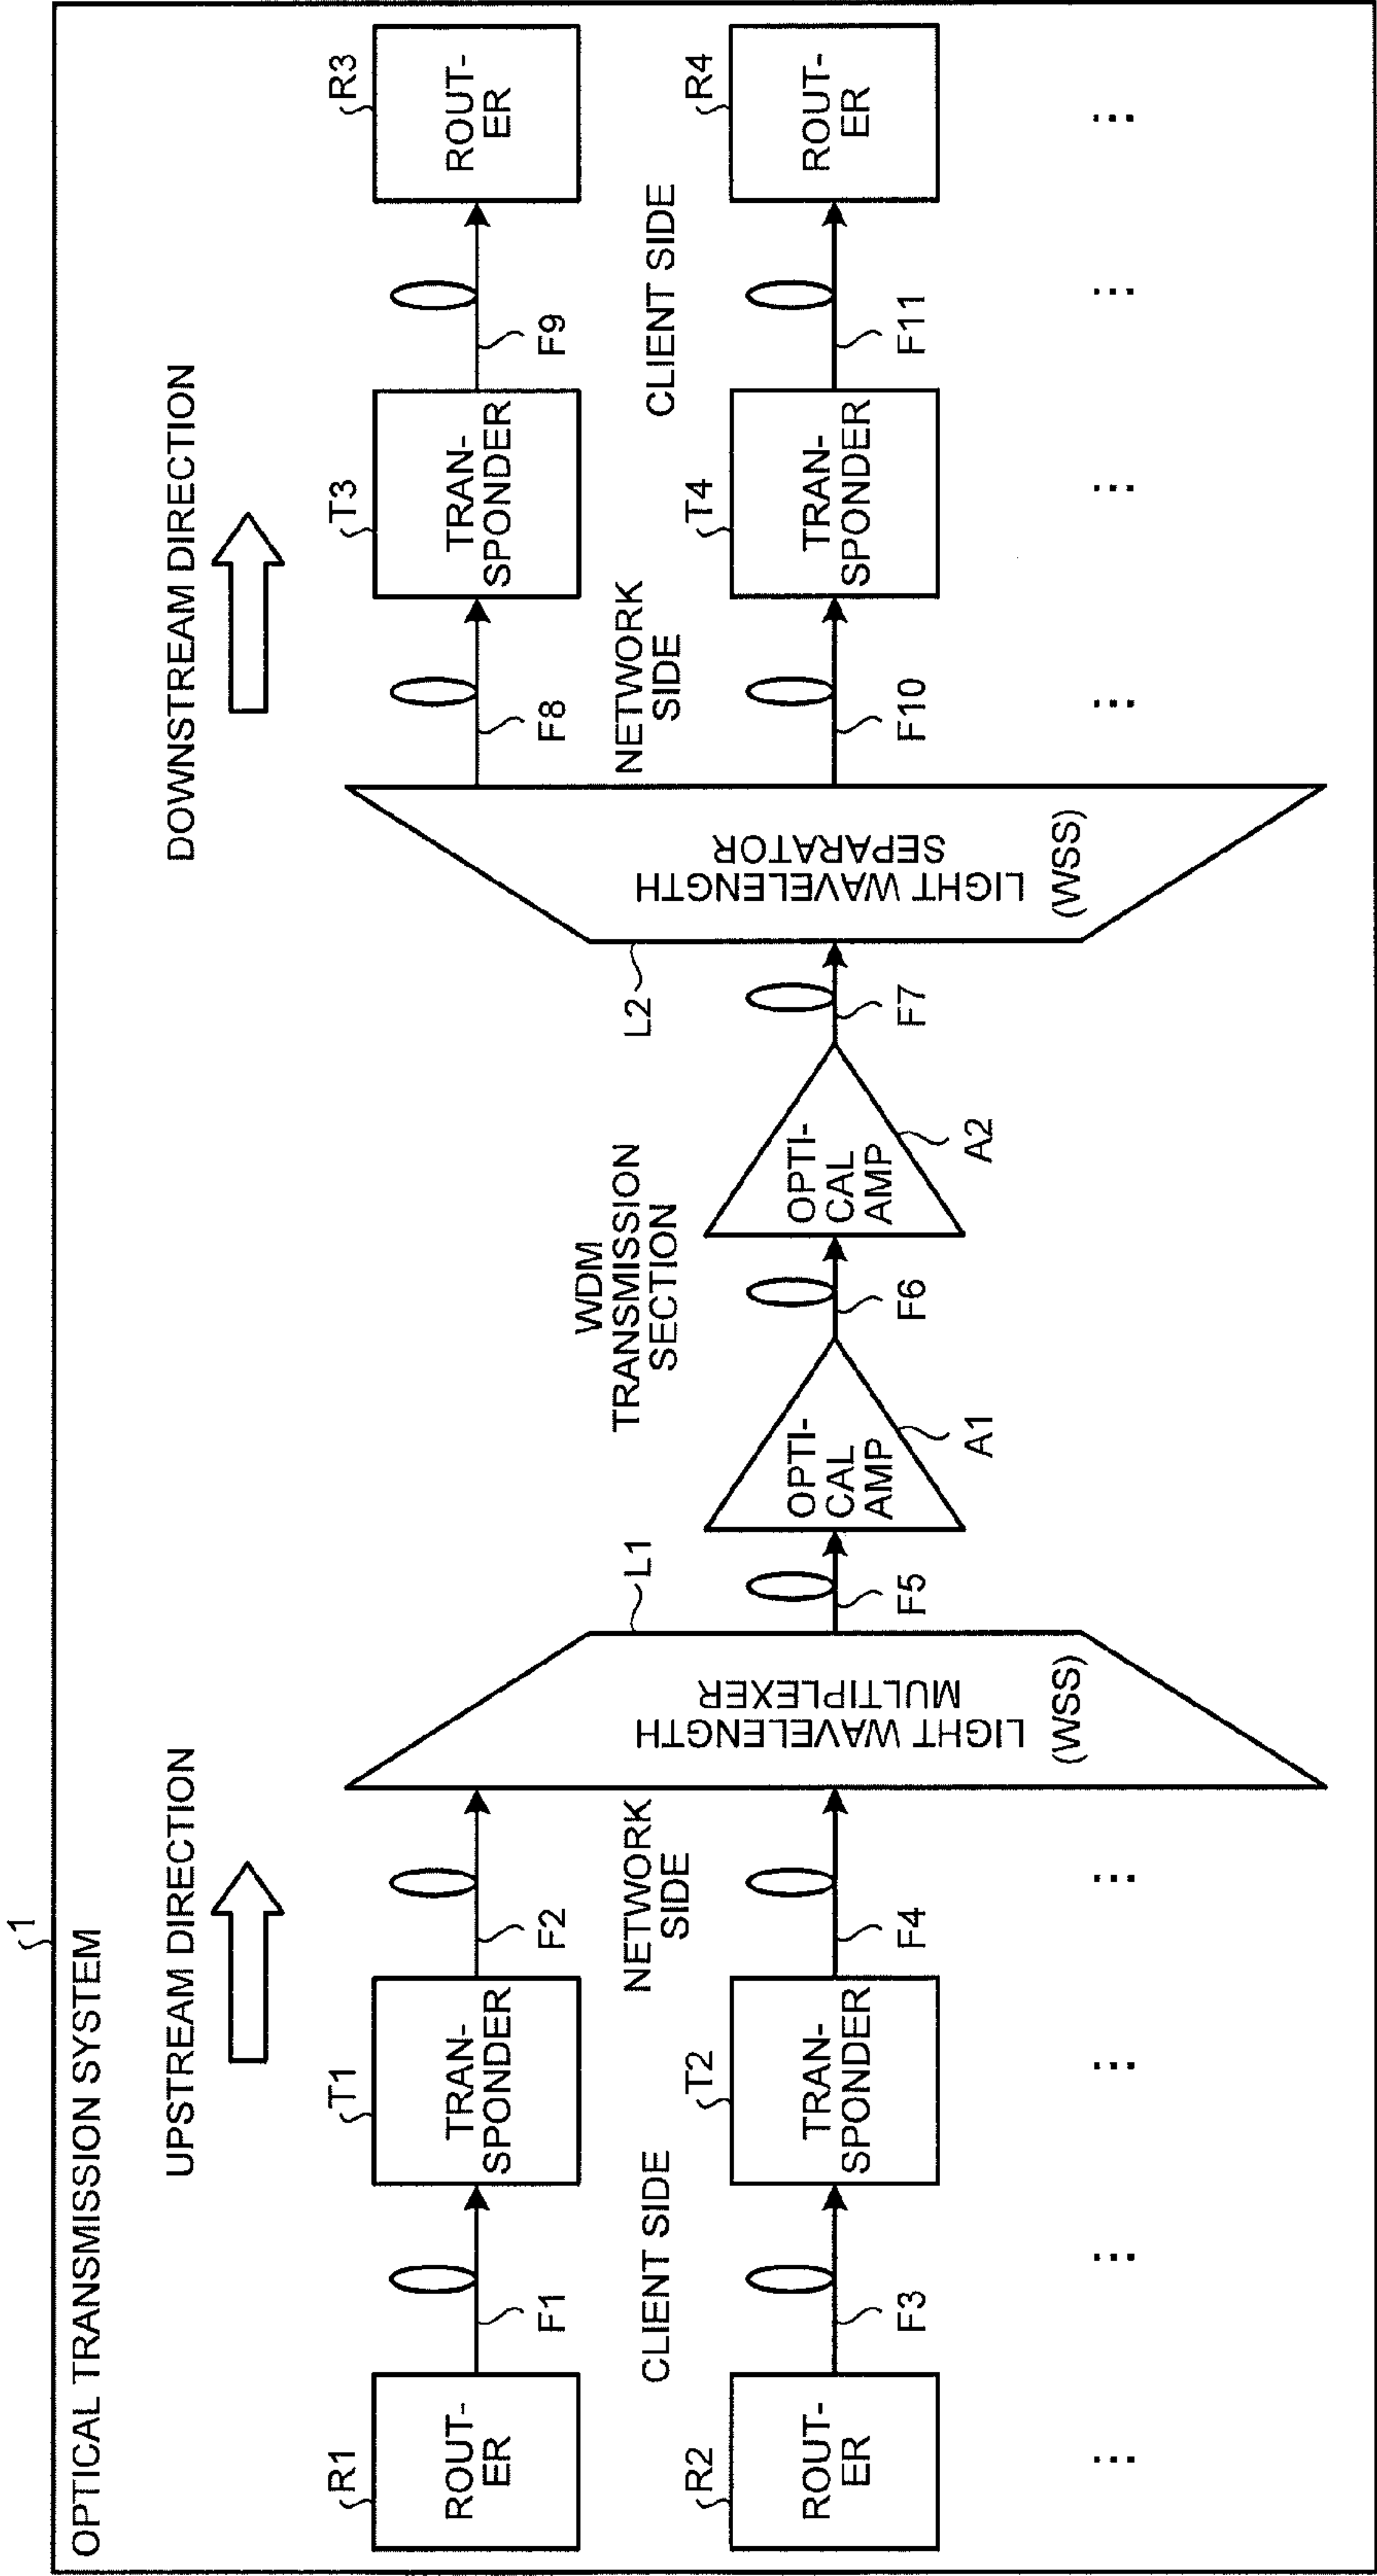 1
OPTICAL TRANSMISSION SYSTEM
UPSTREAM DIRECTION
DOWNSTREAM DIRECTION
R1
ROUT-
ER
F1
T1
TRAN-
SPONDER
F2
CLIENT SIDE
NETWORK
SIDE
R2
ROUT-
ER
F3
T2
TRAN-
SPONDER
F4
...
...
...
...
L1
LIGHT WAVELENGTH
MULTIPLEXER
(WSS)
F5
OPTI-
CAL
AMP
A1
WDM
TRANSMISSION
SECTION
F6
OPTI-
CAL
AMP
A2
F7
L2
LIGHT WAVELENGTH
SEPARATOR
(WSS)
F8
T3
TRAN-
SPONDER
F9
R3
ROUT-
ER
NETWORK
SIDE
CLIENT SIDE
F10
T4
TRAN-
SPONDER
F11
R4
ROUT-
ER
...
...
...
...